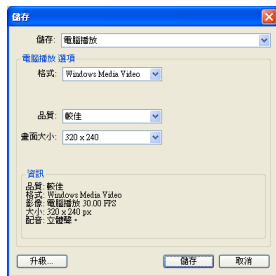 儲存
儲存: 電腦播放
電腦播放 選項
格式: Windows Media Video
品質: 較佳
畫面大小: 320 x 240
資訊
品質: 較佳
格式: Windows Media Video
影像: 電腦播放 30.00 FPS
大小: 320 x 240 px
配音: 立體聲。
升級... 儲存 取消